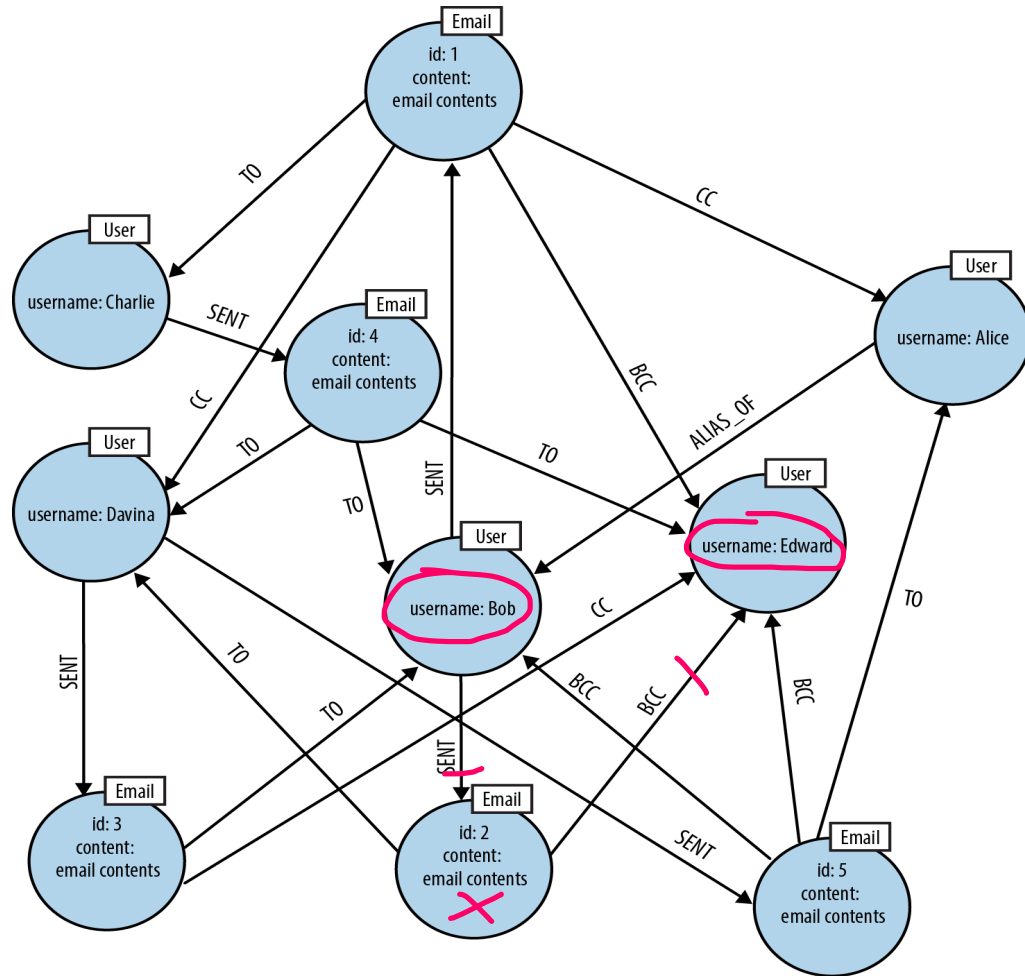 Email
id: 1
content:
email contents
TO
CC
User
username: Charlie
User
username: Alice
SENT
Email
id: 4
content:
email contents
CC
BCC
ALIAS_OF
User
username: Davina
TO
TO
SENT
TO
User
username: Edward
User
username: Bob
CC
TO
SENT
TO
TO
BCC
BCC
BCC
SENT
Email
id: 3
content:
email contents
Email
id: 2
content:
email contents
SENT
Email
id: 5
content:
email contents